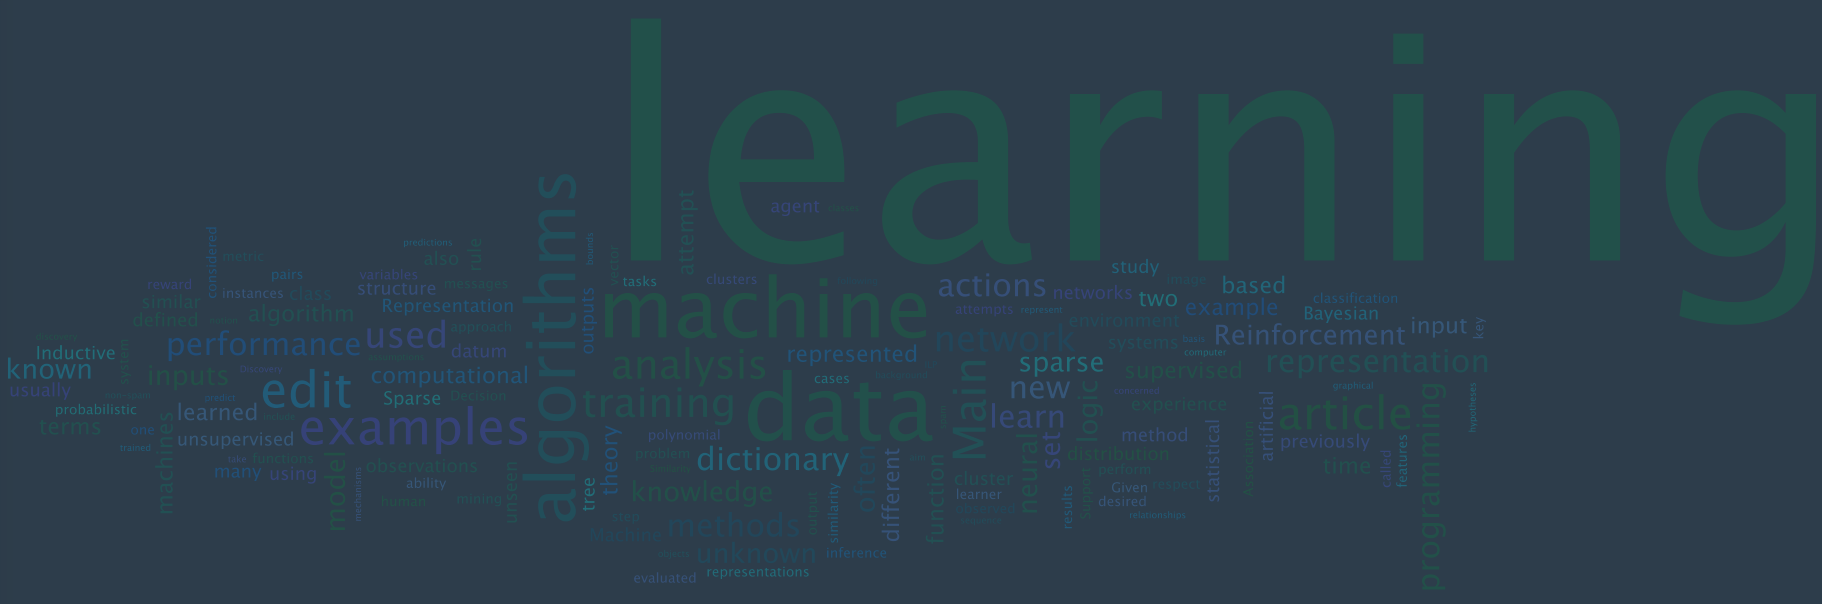 learning
algorithms
attempt
agent
considered
metric
predictions
also
rule
bounds
vector
tasks
clusters
actions
study
image
based
reward
pairs
variables
structure
messages
instances
class
similar
defined
algorithm
Representation
outputs
machine
networks
two
example
classification
Bayesian
attempts
represent
environment
Reinforcement
input
key
performance
used
approach
datum
network
systems
basis
computer
represented
analysis
sparse
supervised
representation
Inductive
known
system
usually
inputs
Discovery
edit
computational
Sparse
Decision
cases
predict
training
data
Main
new
learn
logic
concerned
graphical
experience
article
programming
hypotheses
probabilistic
terms
one
trained
machines
learned
unsupervised
examples
take
functions
many
using
model
mechanisms
observations
ability
human
mining
unseen
tree
theory
polynomial
problem
dictionary
knowledge
often
different
function
cluster
learner
neural
set
method
distribution
perform
Given
respect
desired
Support
results
relationships
statistical
Association
artificial
previously
time
called
features
step
Machine
methods
output
similarity
unknown
inference
evaluated
representations
observed